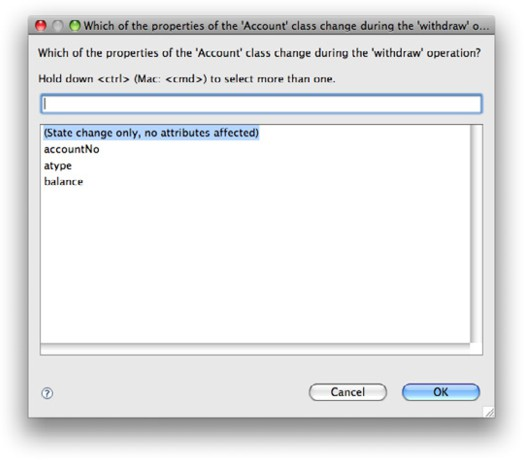 Which of the properties of the 'Account' class change during the 'withdraw' o...
Which of the properties of the 'Account' class change during the 'withdraw' operation?
Hold down <ctrl> (Mac: <cmd>) to select more than one.
(State change only, no attributes affected)
accountNo
atype
balance
?
Cancel
OK